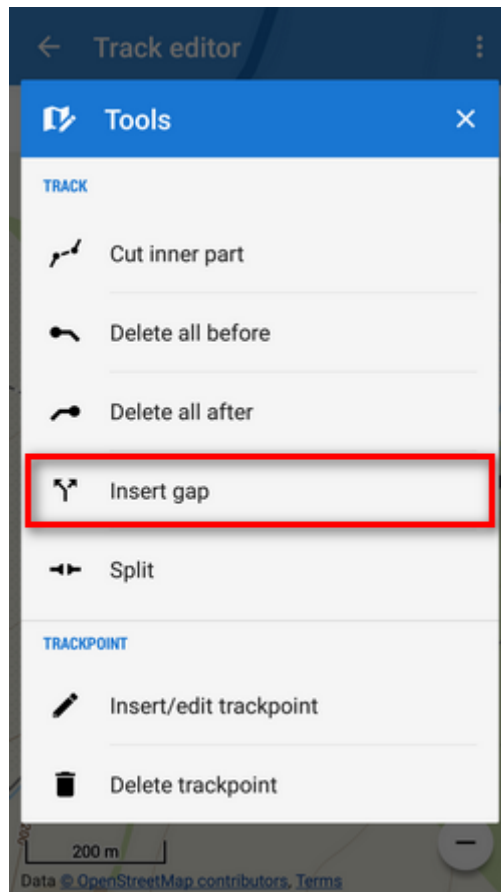 Track editor
Tools
TRACK
Cut inner part
Delete all before
Delete all after
Insert gap
Split
TRACKPOINT
Insert/edit trackpoint
Delete trackpoint
200
200 m
Data © OpenStreetMap contributors, Terms